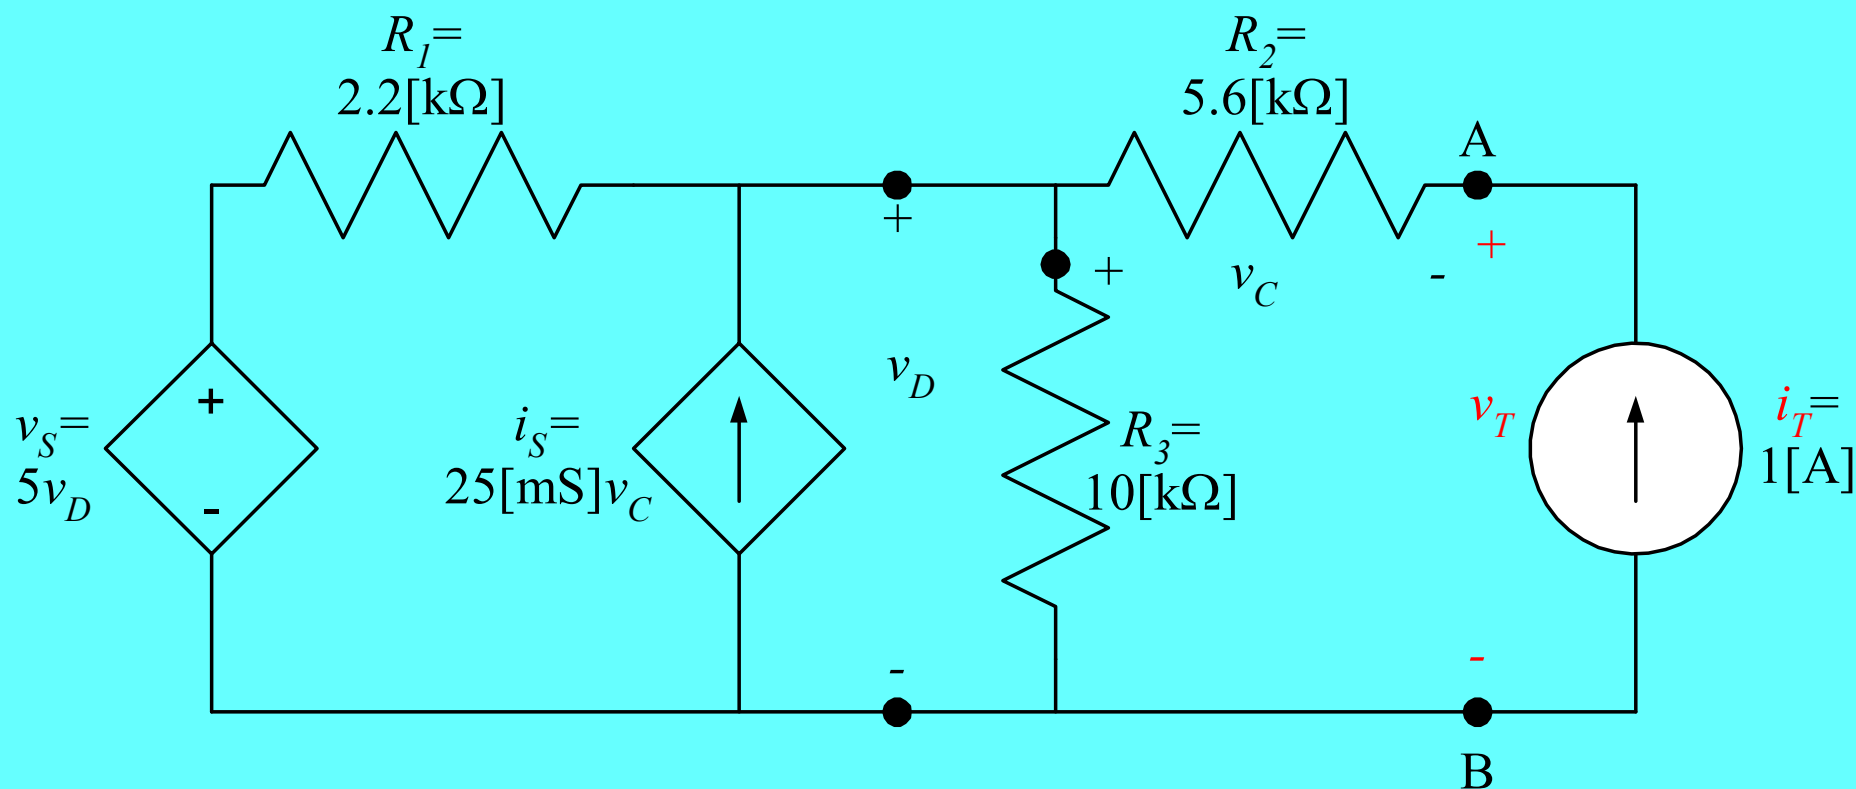 R1=
2.2[kΩ]
R2=
5.6[kΩ]
A
+
+
+
vC
-
vD
+
vS=
5vD
-
iS=
25[mS]vC
R3=
10[kΩ]
vT
iT=
1[A]
-
-
B